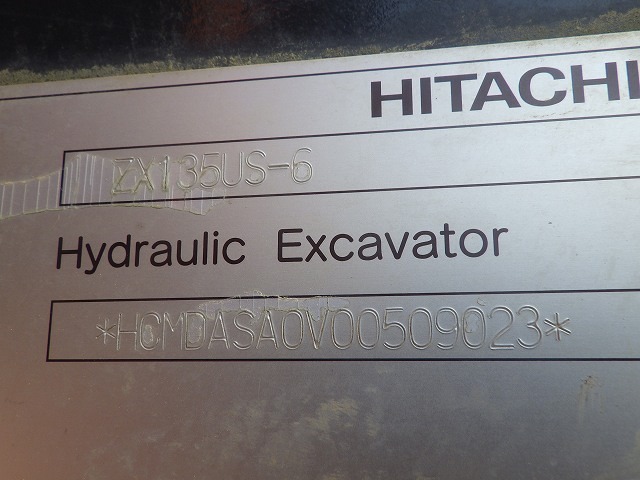 HITACHI
ZX135US-6
Hydraulic Excavator
*HCMDASA0V00509023*